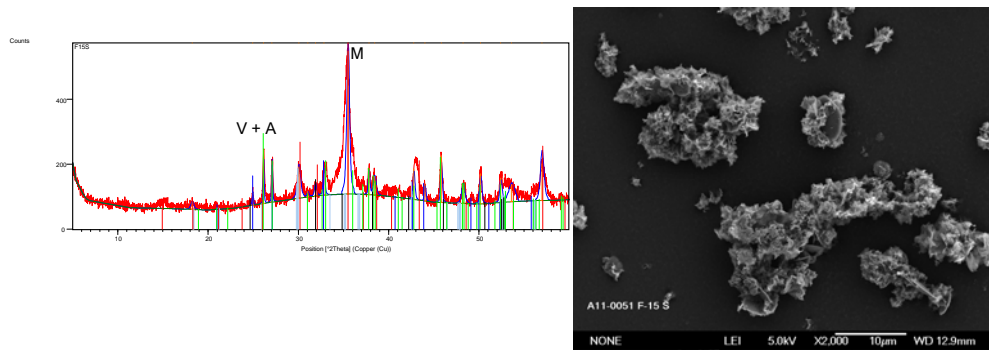 Counts
F15S
M
400
V + A
200
0
10 20 30 40 50
Position [°2Theta] (Copper (Cu))
A11-0051 F-15 S
NONE LEI 5.0kV X2,000 10µm WD 12.9mm